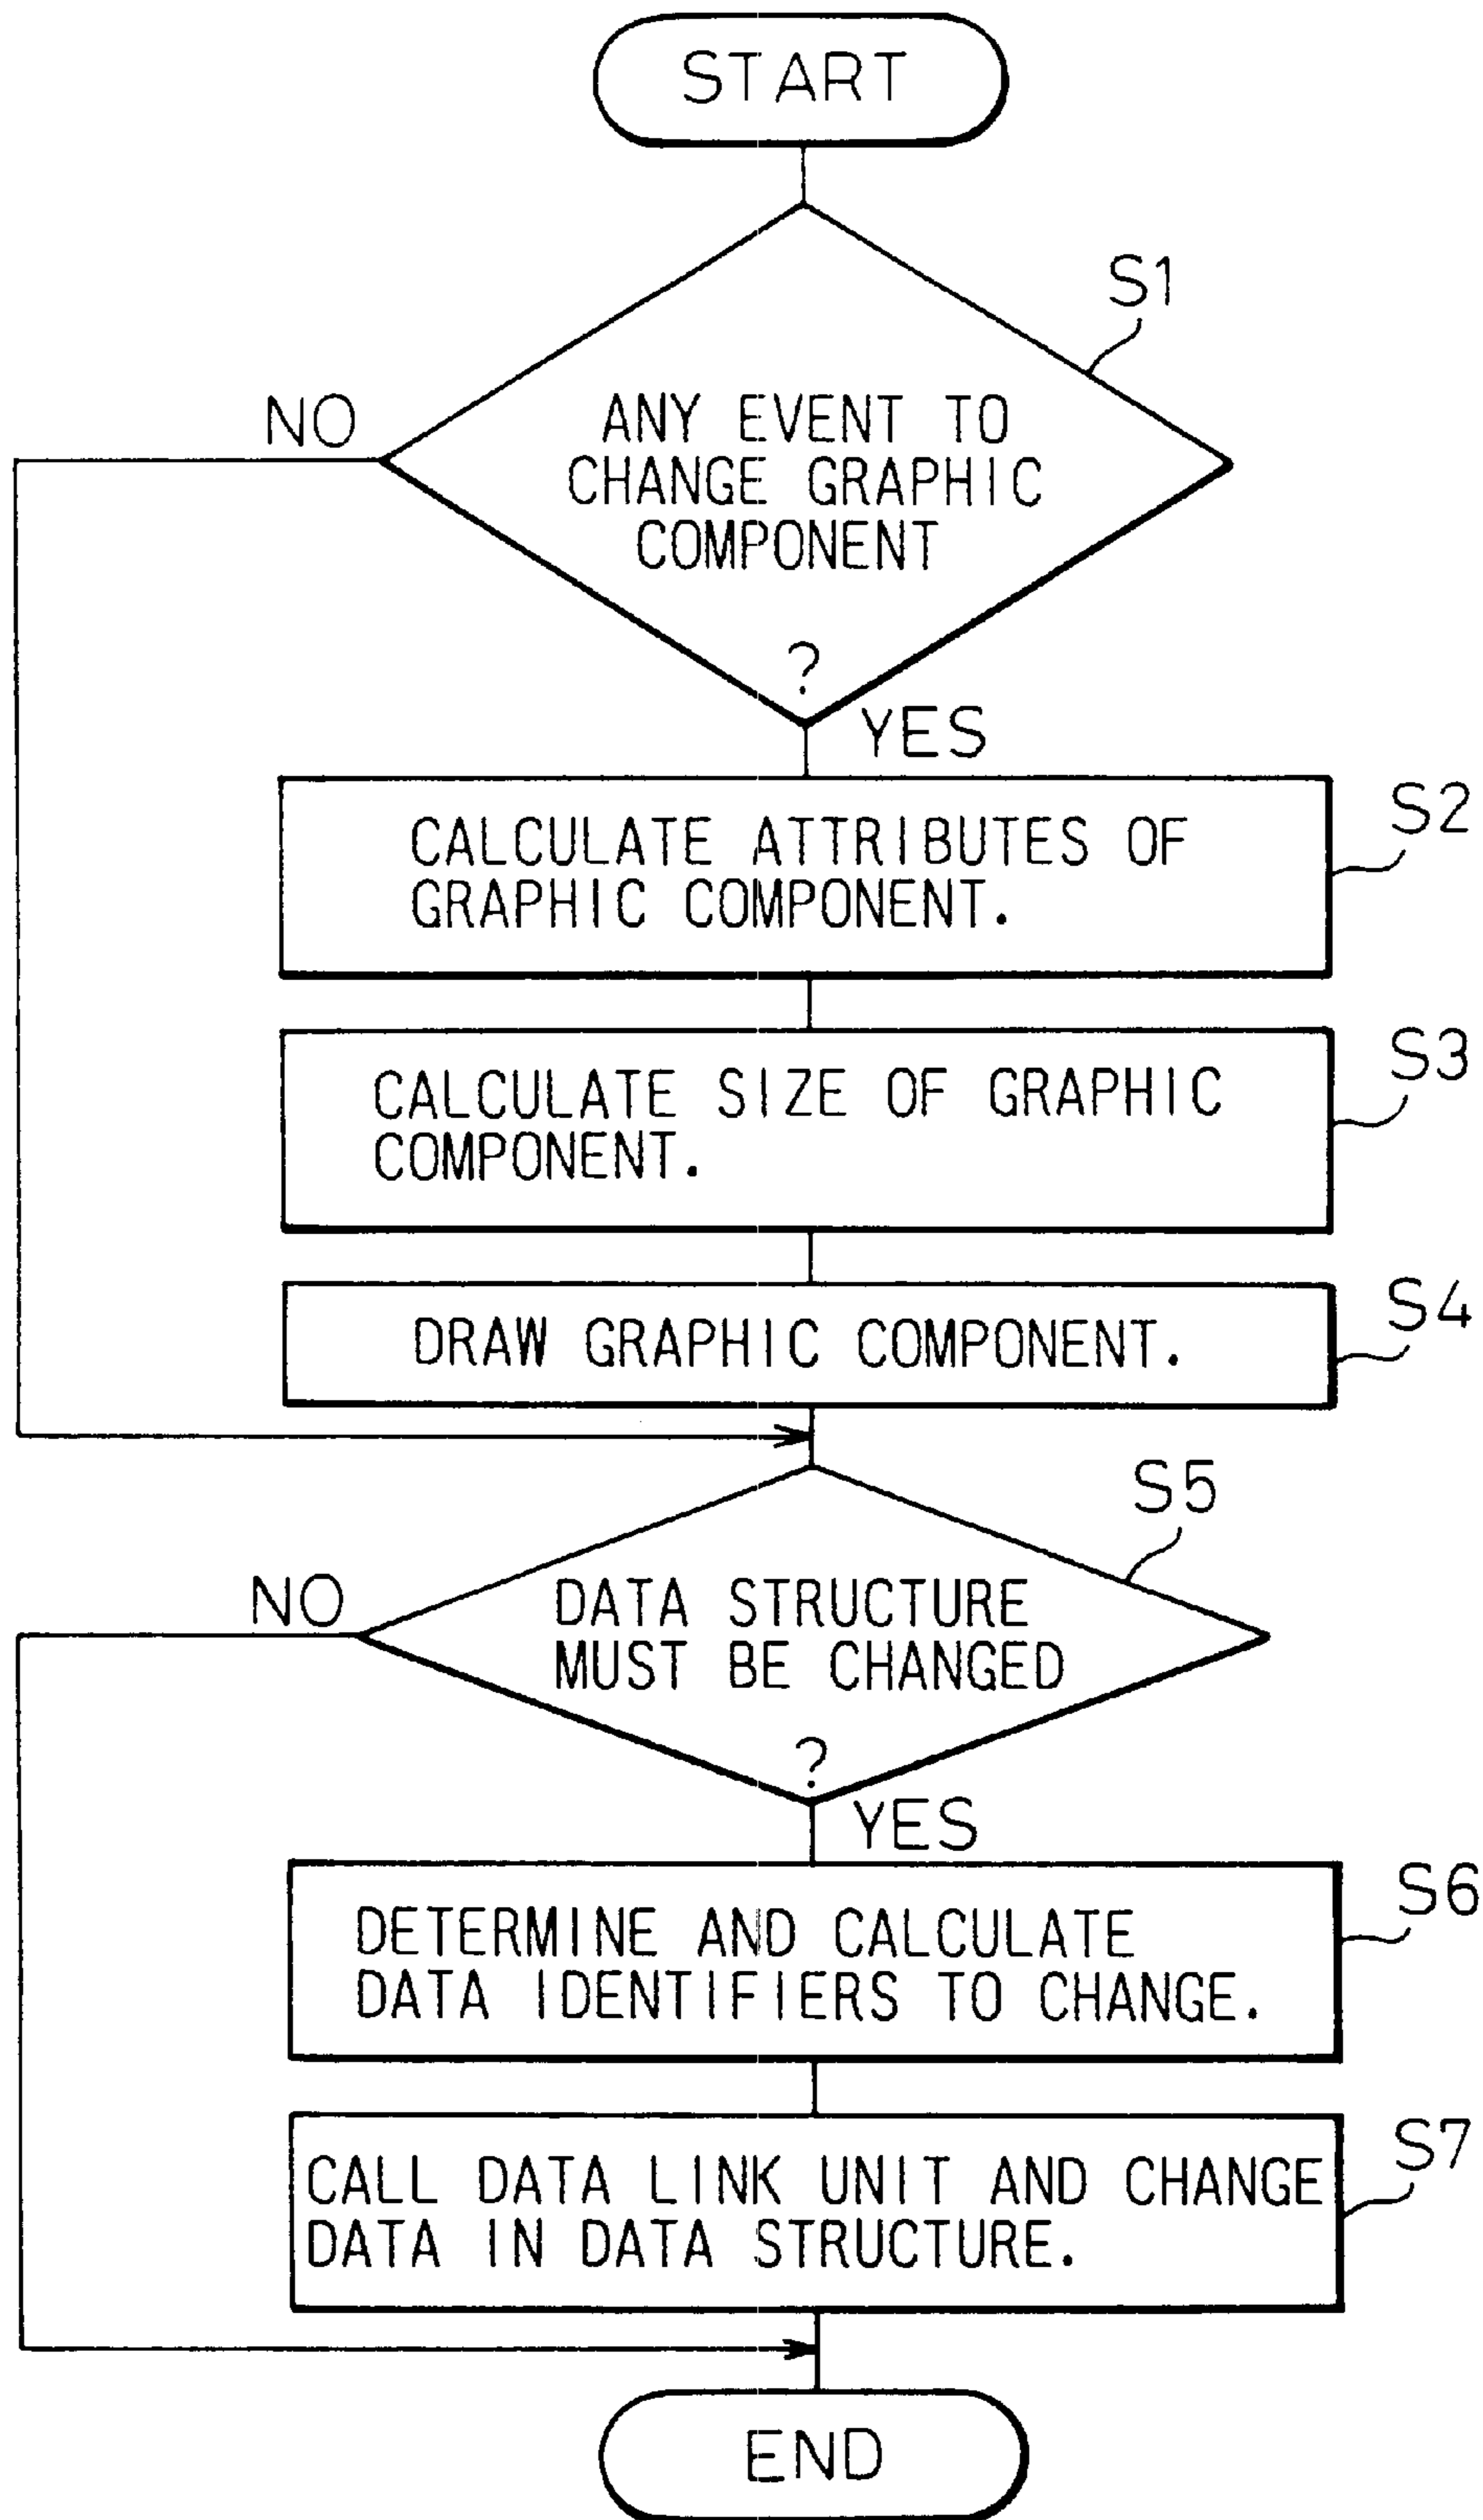 START
S1
NO
ANY EVENT TO
CHANGE GRAPHIC
COMPONENT
?
YES
S2
CALCULATE ATTRIBUTES OF
GRAPHIC COMPONENT.
S3
CALCULATE SIZE OF GRAPHIC
COMPONENT.
S4
DRAW GRAPHIC COMPONENT.
S5
NO
DATA STRUCTURE
MUST BE CHANGED
?
YES
S6
DETERMINE AND CALCULATE
DATA IDENTIFIERS TO CHANGE.
S7
CALL DATA LINK UNIT AND CHANGE
DATA IN DATA STRUCTURE.
END